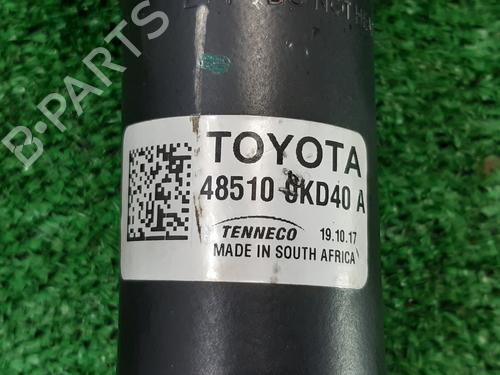 B-PARTS
TOYOTA
48510 0KD40 A
TENNECO 19.10.17
MADE IN SOUTH AFRICA